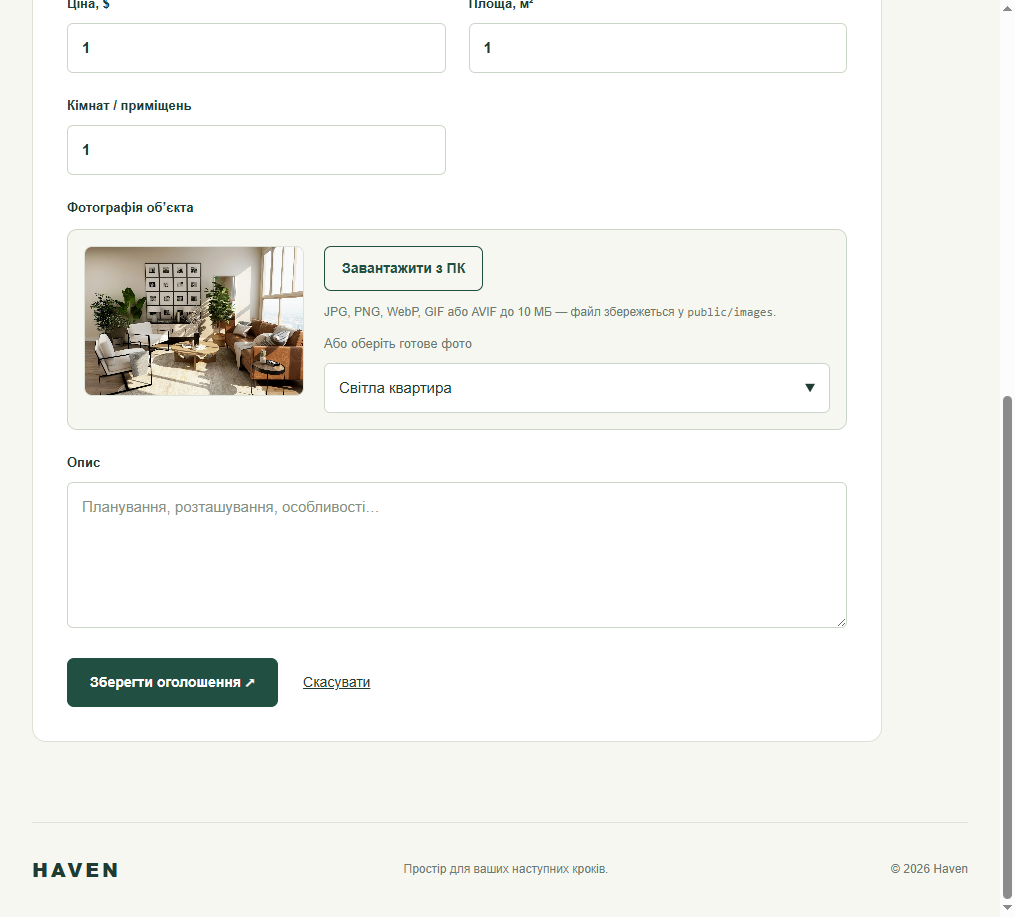 Ціна, $
Площа, м²
1
1
Кімнат / приміщень
1
Фотографія об'єкта
Завантажити з ПК
JPG, PNG, WebP, GIF або AVIF до 10 МБ — файл збережеться у public/images.
Або оберіть готове фото
Світла квартира
Опис
Планування, розташування, особливості...
Зберегти оголошення ↗
Скасувати
HAVEN
Простір для ваших наступних кроків.
© 2026 Haven